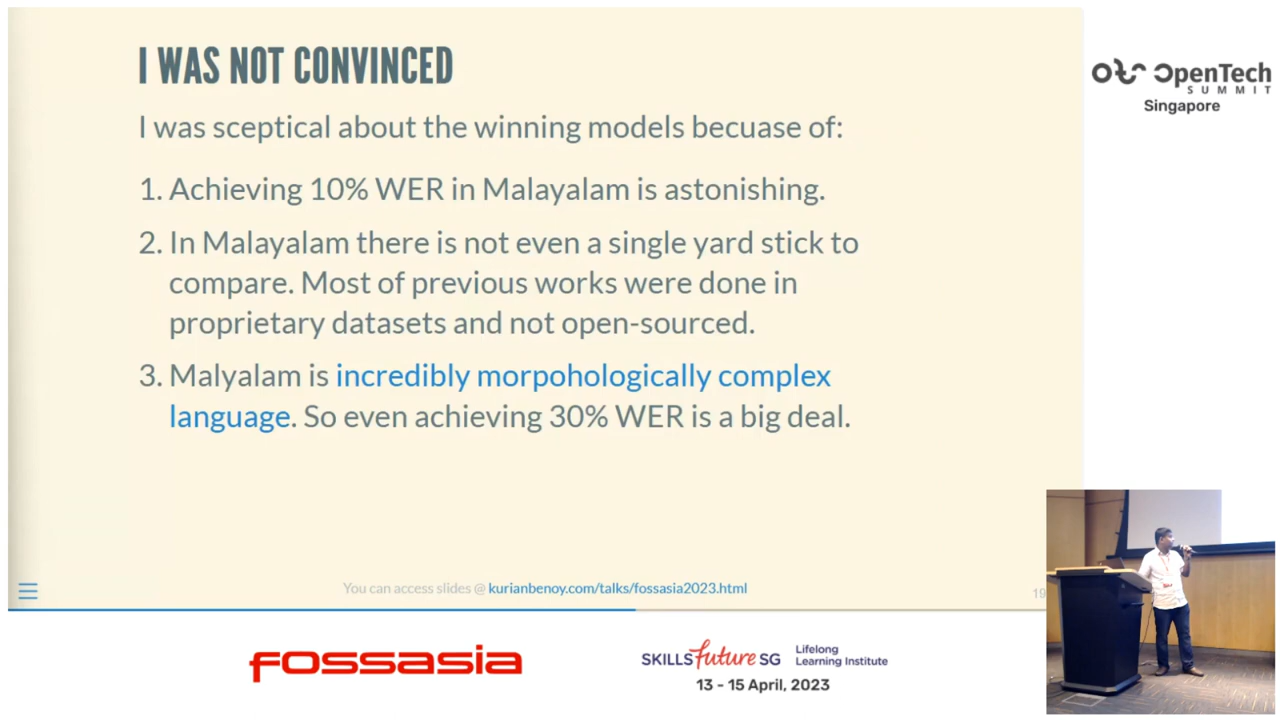 I WAS NOT CONVINCED
I was sceptical about the winning models becuase of:
1. Achieving 10% WER in Malayalam is astonishing.
2. In Malayalam there is not even a single yard stick to
compare. Most of previous works were done in
proprietary datasets and not open-sourced.
3. Malyalam is incredibly morpohologically complex
language. So even achieving 30% WER is a big deal.
You can access slides @ kurianbenoy.com/talks/fossasia2023.html
19
OpenTech
SUMMIT
Singapore
fossasia
SKILLSfuture SG
Lifelong
Learning Institute
13 - 15 April, 2023